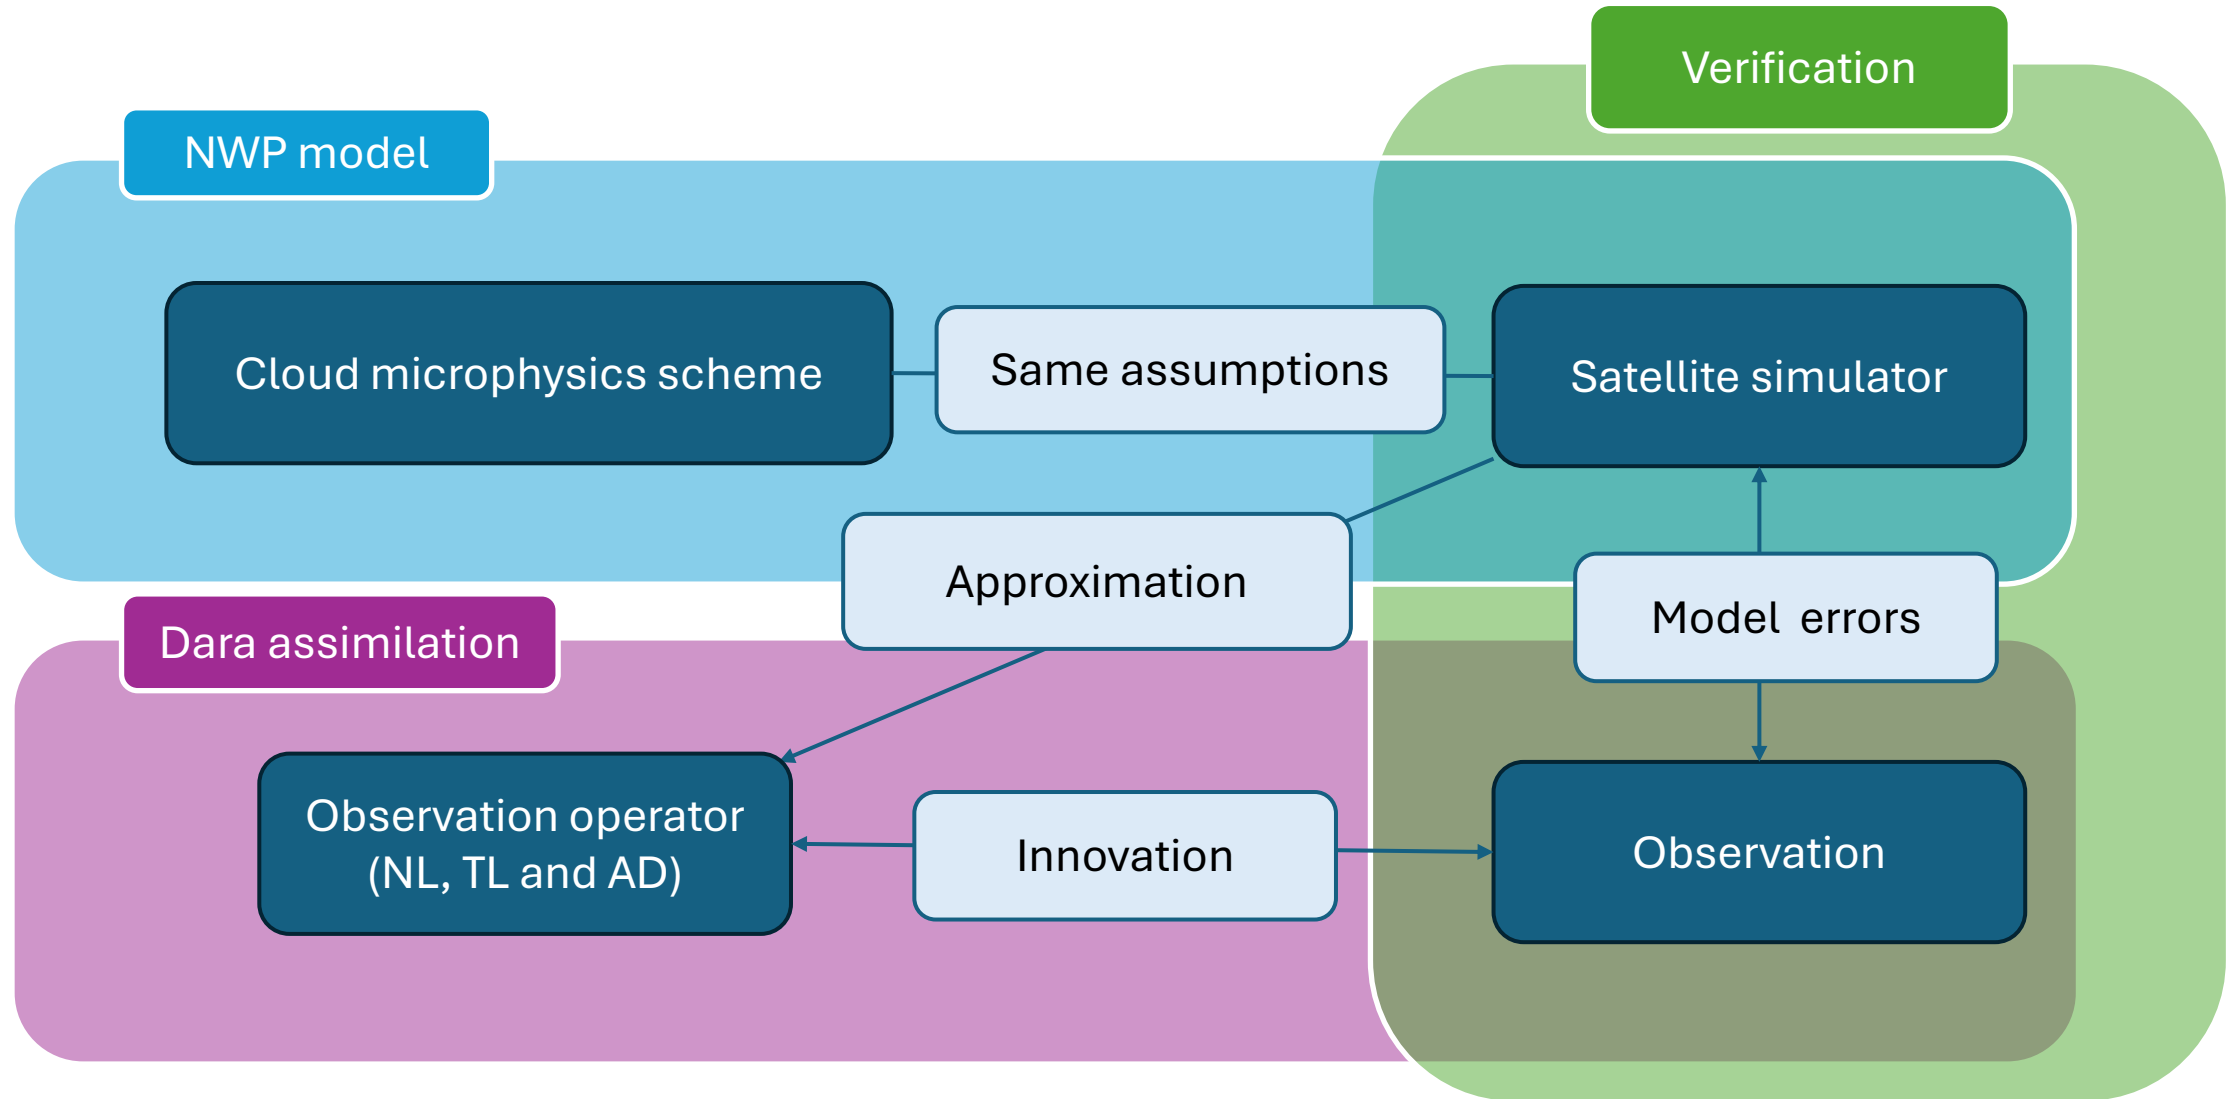 Verification
NWP model
Cloud microphysics scheme
Same assumptions
Satellite simulator
Approximation
Model  errors
Dara assimilation
Observation operator
(NL, TL and AD)
Innovation
Observation